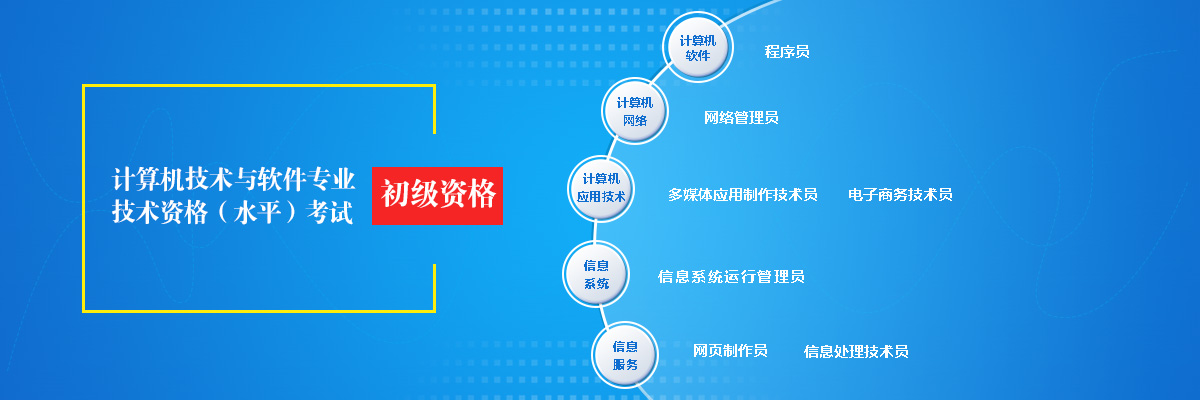 计算机技术与软件专业
技术资格（水平）考试
初级资格
计算机
软件
程序员
计算机
网络
网络管理员
计算机
应用技术
多媒体应用制作技术员 电子商务技术员
信息
系统
信息系统运行管理员
信息
服务
网页制作员 信息处理技术员